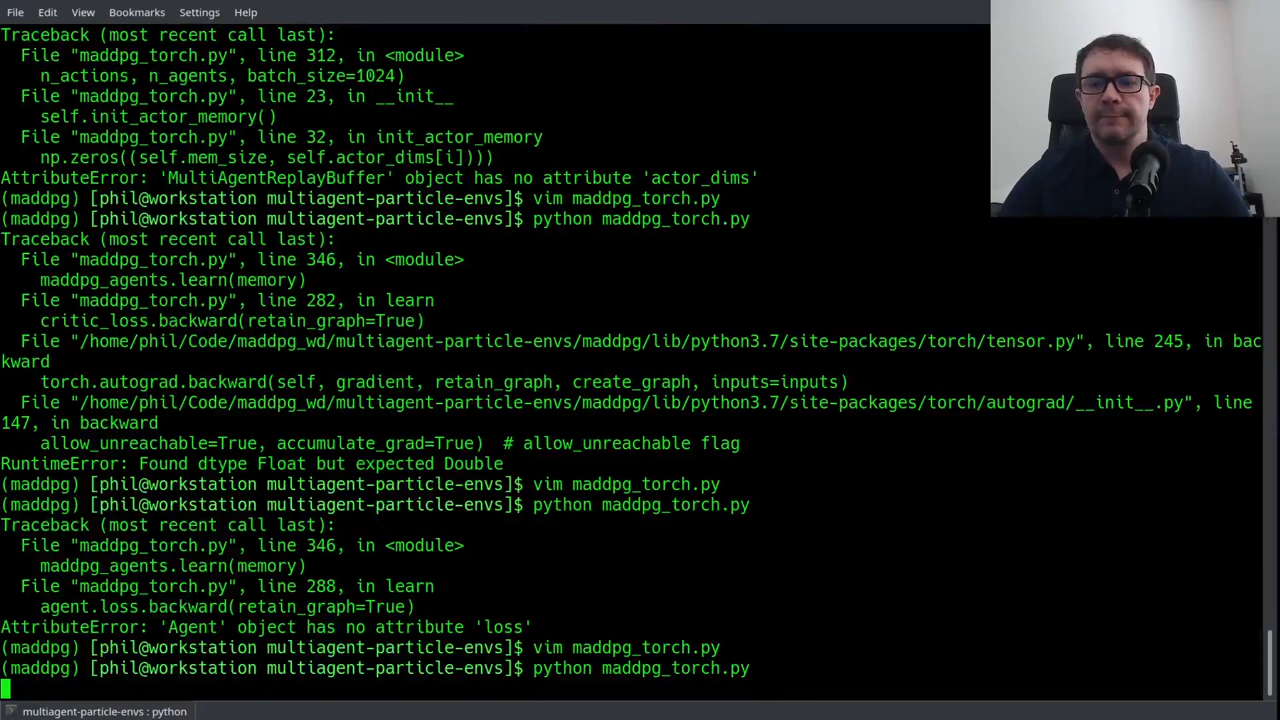 File Edit View Bookmarks Settings Help
Traceback (most recent call last):
  File "maddpg_torch.py", line 312, in <module>
    n_actions, n_agents, batch_size=1024)
  File "maddpg_torch.py", line 23, in __init__
    self.init_actor_memory()
  File "maddpg_torch.py", line 32, in init_actor_memory
    np.zeros((self.mem_size, self.actor_dims[i])))
AttributeError: 'MultiAgentReplayBuffer' object has no attribute 'actor_dims'
(maddpg) [phil@workstation multiagent-particle-envs]$ vim maddpg_torch.py
(maddpg) [phil@workstation multiagent-particle-envs]$ python maddpg_torch.py
Traceback (most recent call last):
  File "maddpg_torch.py", line 346, in <module>
    maddpg_agents.learn(memory)
  File "maddpg_torch.py", line 282, in learn
    critic_loss.backward(retain_graph=True)
  File "/home/phil/Code/maddpg_wd/multiagent-particle-envs/maddpg/lib/python3.7/site-packages/torch/tensor.py", line 245, in bac
kward
    torch.autograd.backward(self, gradient, retain_graph, create_graph, inputs=inputs)
  File "/home/phil/Code/maddpg_wd/multiagent-particle-envs/maddpg/lib/python3.7/site-packages/torch/autograd/__init__.py", line
147, in backward
    allow_unreachable=True, accumulate_grad=True)  # allow_unreachable flag
RuntimeError: Found dtype Float but expected Double
(maddpg) [phil@workstation multiagent-particle-envs]$ vim maddpg_torch.py
(maddpg) [phil@workstation multiagent-particle-envs]$ python maddpg_torch.py
Traceback (most recent call last):
  File "maddpg_torch.py", line 346, in <module>
    maddpg_agents.learn(memory)
  File "maddpg_torch.py", line 288, in learn
    agent.loss.backward(retain_graph=True)
AttributeError: 'Agent' object has no attribute 'loss'
(maddpg) [phil@workstation multiagent-particle-envs]$ vim maddpg_torch.py
(maddpg) [phil@workstation multiagent-particle-envs]$ python maddpg_torch.py
multiagent-particle-envs : python